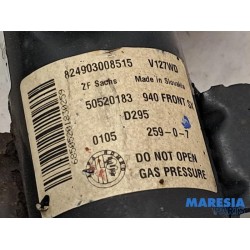 A24903008515 V127WD
ZF Sachs Made in Slovakia
50520183 940 FRONT SX
D295
0105 259-0-7
DO NOT OPEN
GAS PRESSURE
MARESIA